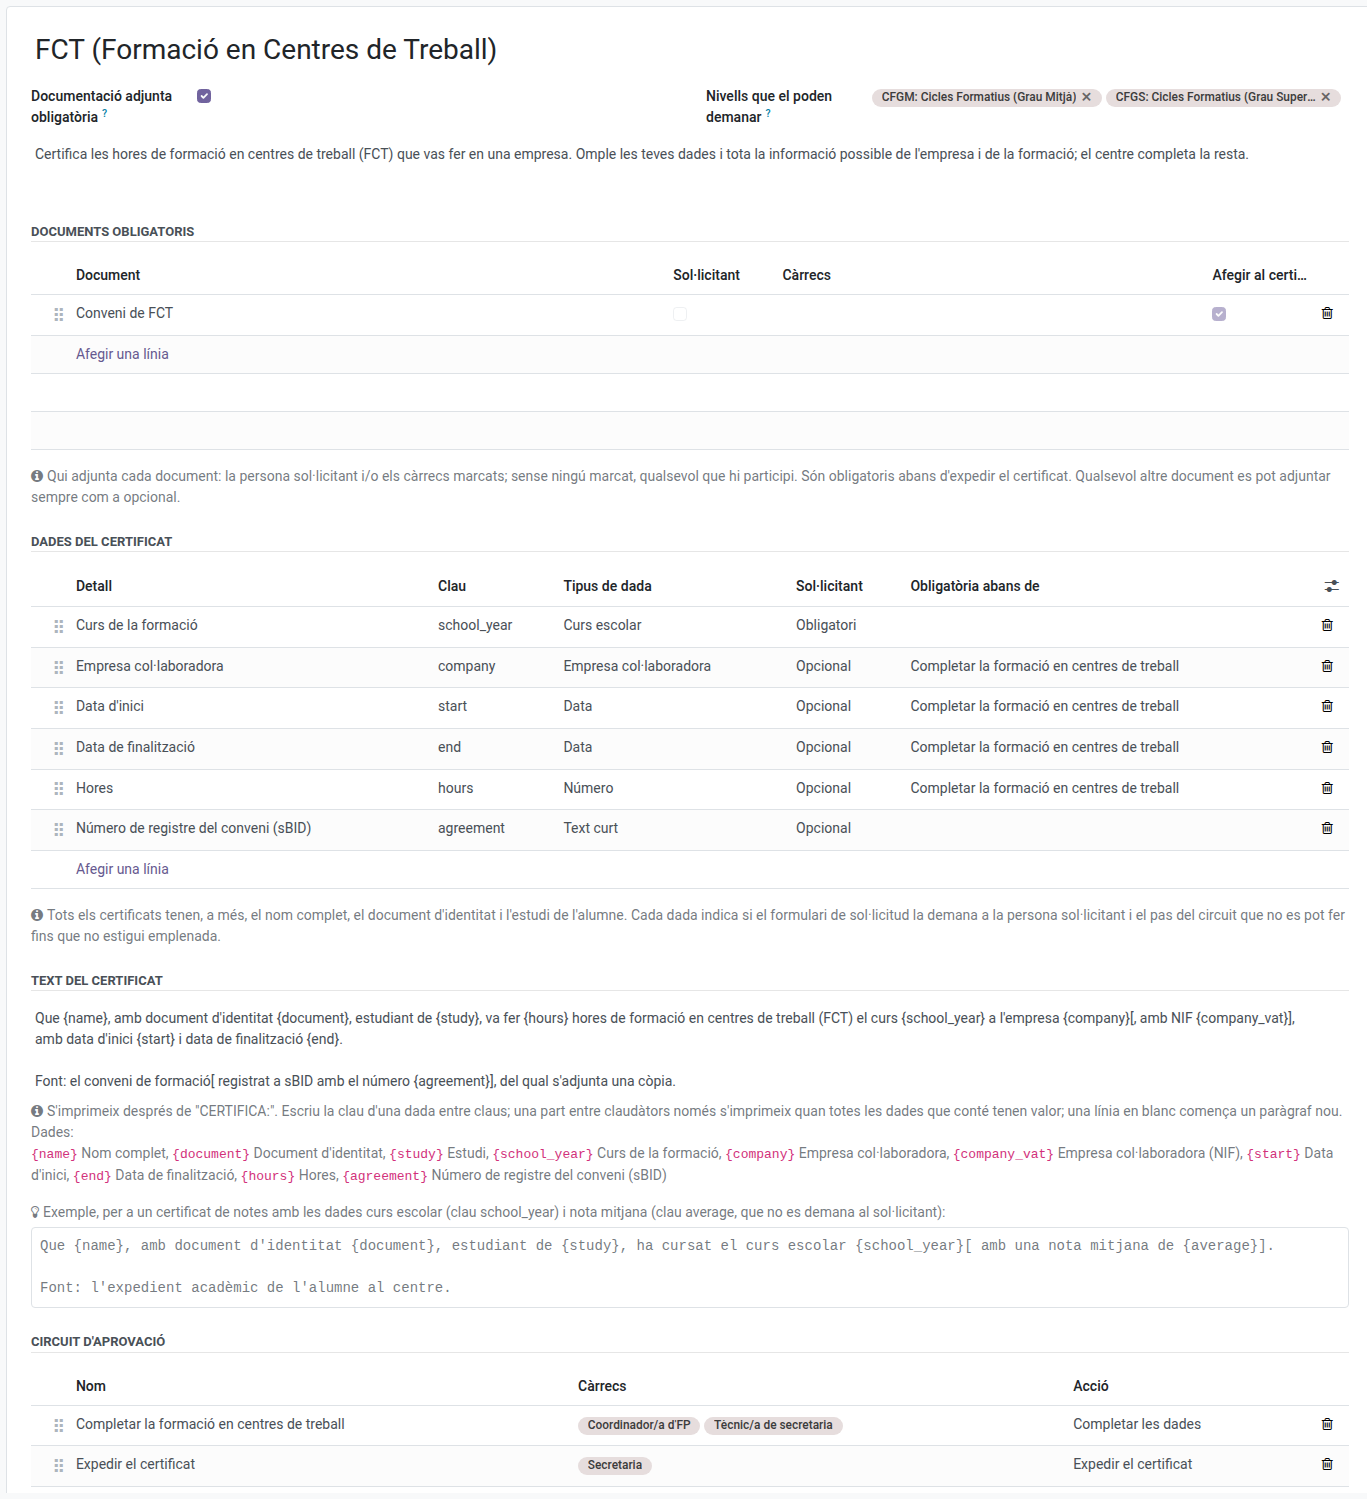 FCT (Formació en Centres de Treball)
Documentació adjunta obligatòria ?
Nivells que el poden demanar ?
CFGM: Cicles Formatius (Grau Mitjà) ✕ CFGS: Cicles Formatius (Grau Super... ✕
Certifica les hores de formació en centres de treball (FCT) que vas fer en una empresa. Omple les teves dades i tota la informació possible de l'empresa i de la formació; el centre completa la resta.
DOCUMENTS OBLIGATORIS
Document Sol·licitant Càrrecs Afegir al certi...
Conveni de FCT
Afegir una línia
Qui adjunta cada document: la persona sol·licitant i/o els càrrecs marcats; sense ningú marcat, qualsevol que hi participi. Són obligatoris abans d'expedir el certificat. Qualsevol altre document es pot adjuntar
sempre com a opcional.
DADES DEL CERTIFICAT
Detall Clau Tipus de dada Sol·licitant Obligatòria abans de
Curs de la formació school_year Curs escolar Obligatori
Empresa col·laboradora company Empresa col·laboradora Opcional Completar la formació en centres de treball
Data d'inici start Data Opcional Completar la formació en centres de treball
Data de finalització end Data Opcional Completar la formació en centres de treball
Hores hours Número Opcional Completar la formació en centres de treball
Número de registre del conveni (sBID) agreement Text curt Opcional
Afegir una línia
Tots els certificats tenen, a més, el nom complet, el document d'identitat i l'estudi de l'alumne. Cada dada indica si el formulari de sol·licitud la demana a la persona sol·licitant i el pas del circuit que no es pot fer
fins que no estigui emplenada.
TEXT DEL CERTIFICAT
Que {name}, amb document d'identitat {document}, estudiant de {study}, va fer {hours} hores de formació en centres de treball (FCT) el curs {school_year} a l'empresa {company}[, amb NIF {company_vat}],
amb data d'inici {start} i data de finalització {end}.
Font: el conveni de formació[ registrat a sBID amb el número {agreement}], del qual s'adjunta una còpia.
S'imprimeix després de "CERTIFICA:". Escriu la clau d'una dada entre claus; una part entre claudàtors només s'imprimeix quan totes les dades que conté tenen valor; una línia en blanc comença un paràgraf nou.
Dades:
{name} Nom complet, {document} Document d'identitat, {study} Estudi, {school_year} Curs de la formació, {company} Empresa col·laboradora, {company_vat} Empresa col·laboradora (NIF), {start} Data
d'inici, {end} Data de finalització, {hours} Hores, {agreement} Número de registre del conveni (sBID)
Exemple, per a un certificat de notes amb les dades curs escolar (clau school_year) i nota mitjana (clau average, que no es demana al sol·licitant):
Que {name}, amb document d'identitat {document}, estudiant de {study}, ha cursat el curs escolar {school_year}[ amb una nota mitjana de {average}].
Font: l'expedient acadèmic de l'alumne al centre.
CIRCUIT D'APROVACIÓ
Nom Càrrecs Acció
Completar la formació en centres de treball Coordinador/a d'FP Tècnic/a de secretaria Completar les dades
Expedir el certificat Secretaria Expedir el certificat